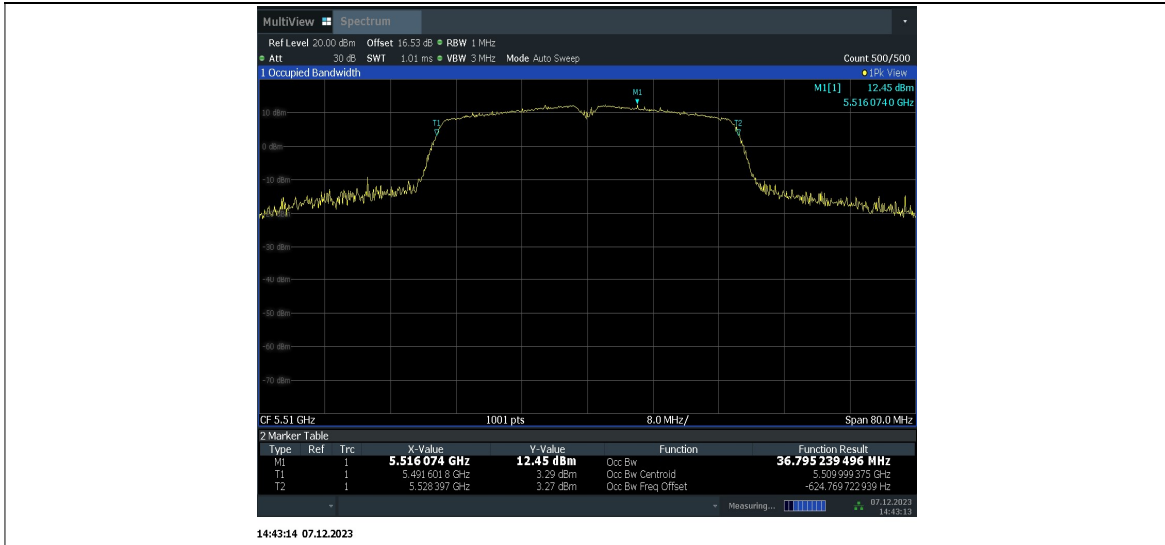 MultiView Spectrum
Ref Level 20.00 dBm Offset 16.53 dB RBW 1 MHz
Att 30 dB SWT 1.01 ms VBW 3 MHz Mode Auto Sweep Count 500/500
1 Occupied Bandwidth 1Pk View
M1[1] 12.45 dBm
5.516 074 0 GHz
M1
10 dBm
T1
T2
0 dBm
-10 dBm
-20 dBm
-30 dBm
-40 dBm
-50 dBm
-60 dBm
-70 dBm
CF 5.51 GHz 1001 pts 8.0 MHz/ Span 80.0 MHz
2 Marker Table
Type Ref Trc X-Value Y-Value Function Function Result
M1 1 5.516 074 GHz 12.45 dBm Occ Bw 36.795 239 496 MHz
T1 1 5.491 601 8 GHz 3.29 dBm Occ Bw Centroid 5.509 999 375 GHz
T2 1 5.528 397 GHz 3.27 dBm Occ Bw Freq Offset -624.769 722 939 Hz
Measuring... 07.12.2023
14:43:13
14:43:14 07.12.2023